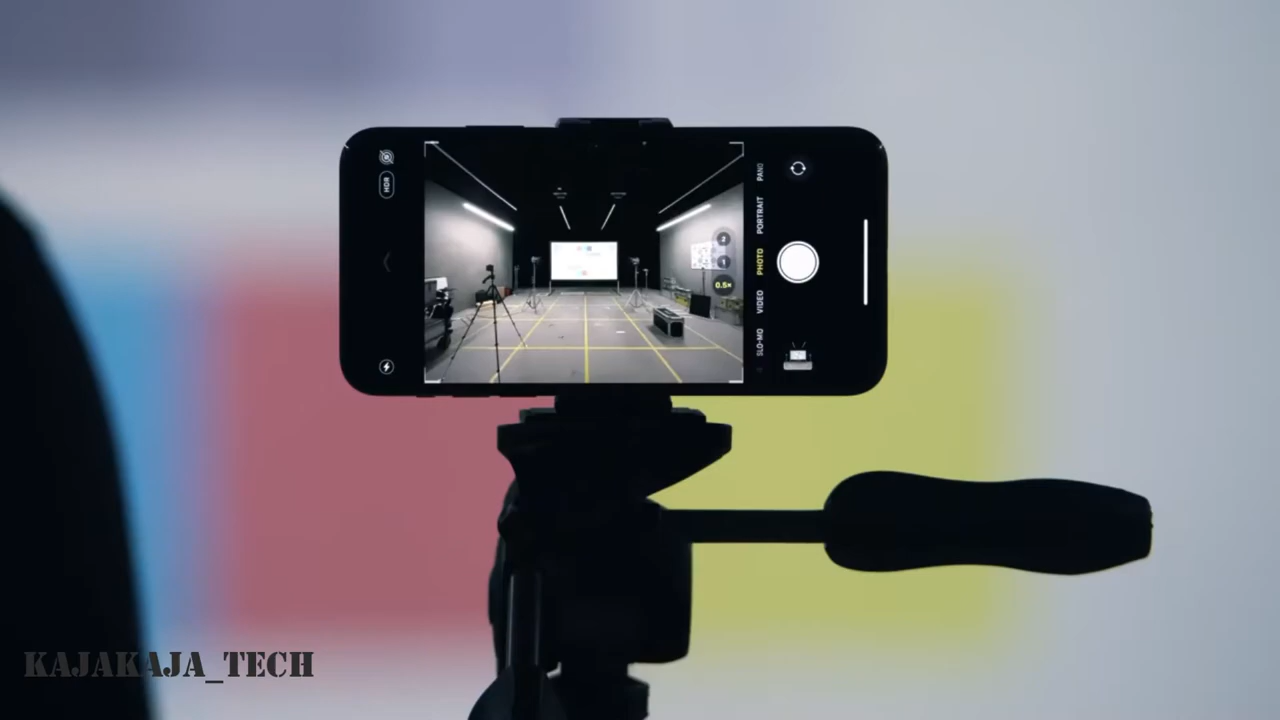 HDR
2
1
0.5×
PANO
PORTRAIT
PHOTO
VIDEO
SLO-MO
KAJAKAJA_TECH